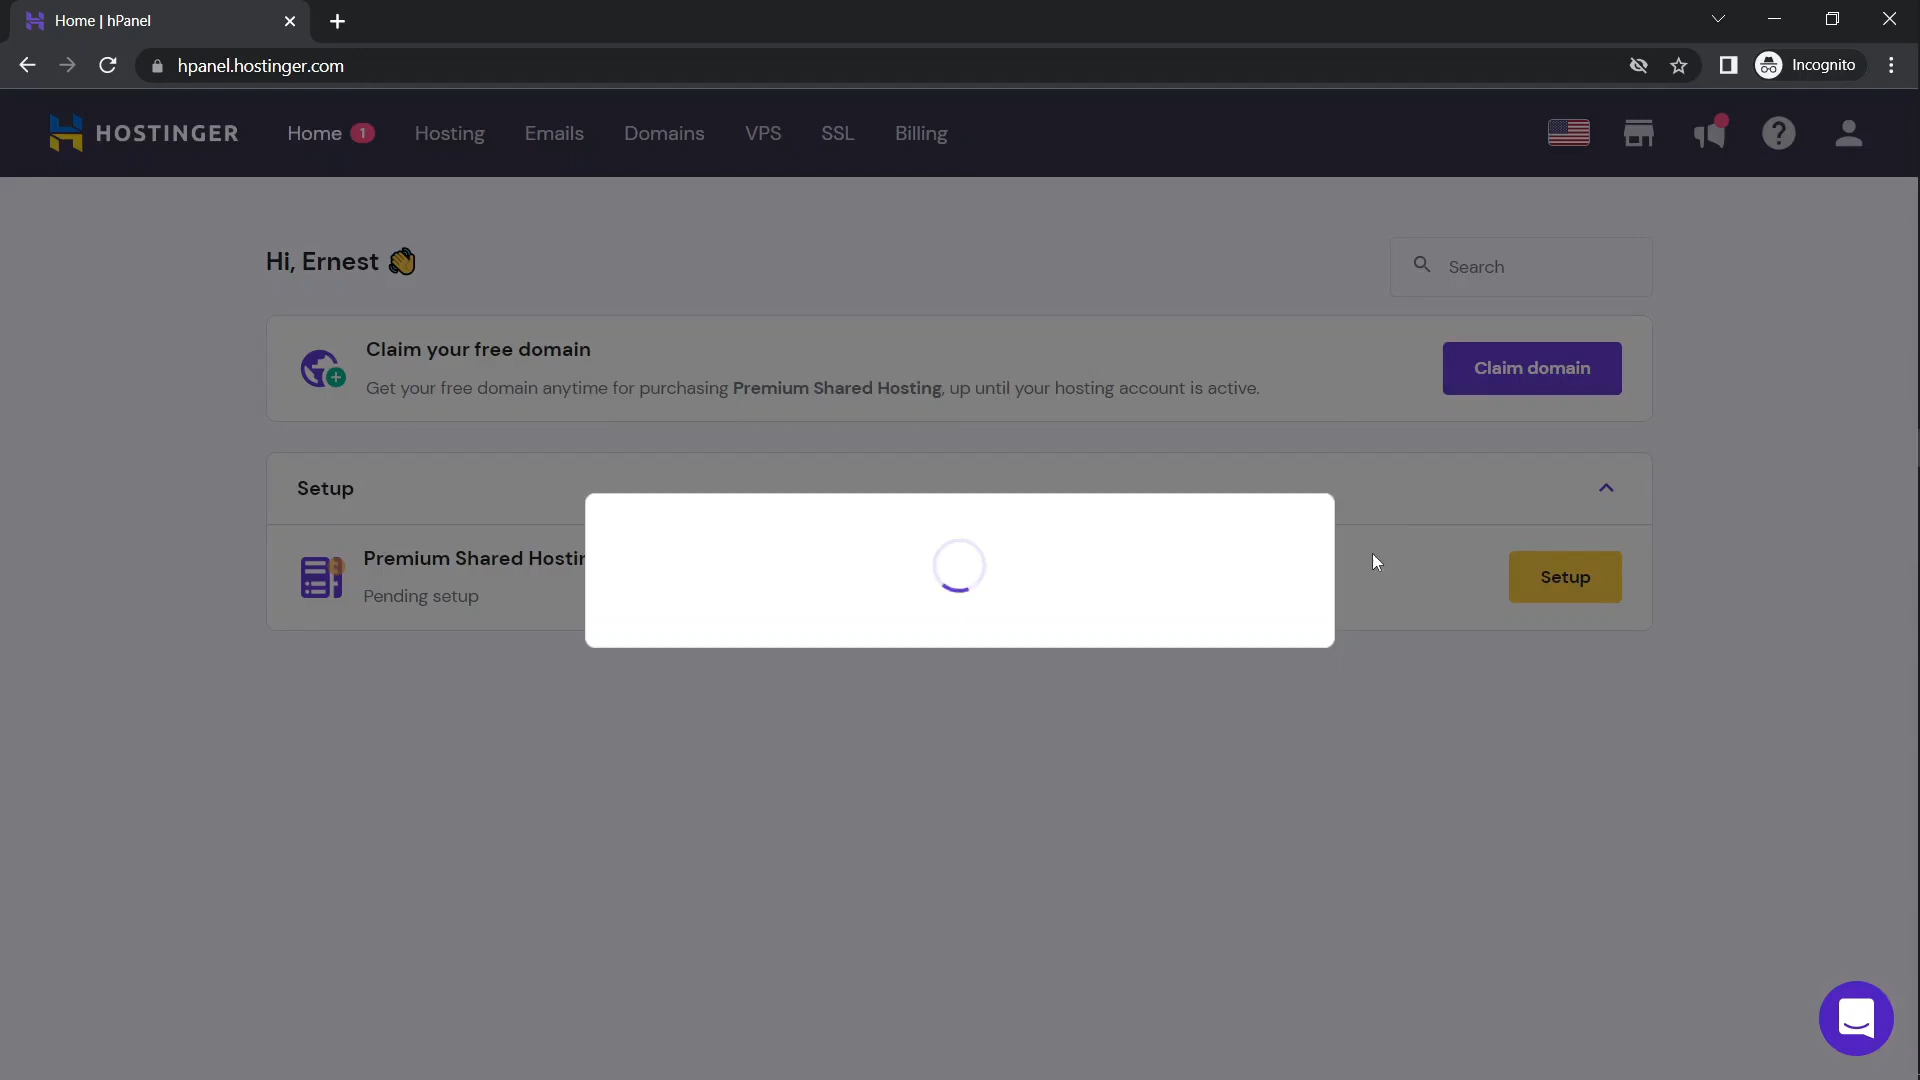 Home | hPanel
hpanel.hostinger.com
Incognito
HOSTINGER
Home 1
Hosting
Emails
Domains
VPS
SSL
Billing
Hi, Ernest 👋
Search
Claim your free domain
Get your free domain anytime for purchasing Premium Shared Hosting, up until your hosting account is active.
Claim domain
Setup
Premium Shared Hostin
Pending setup
Setup